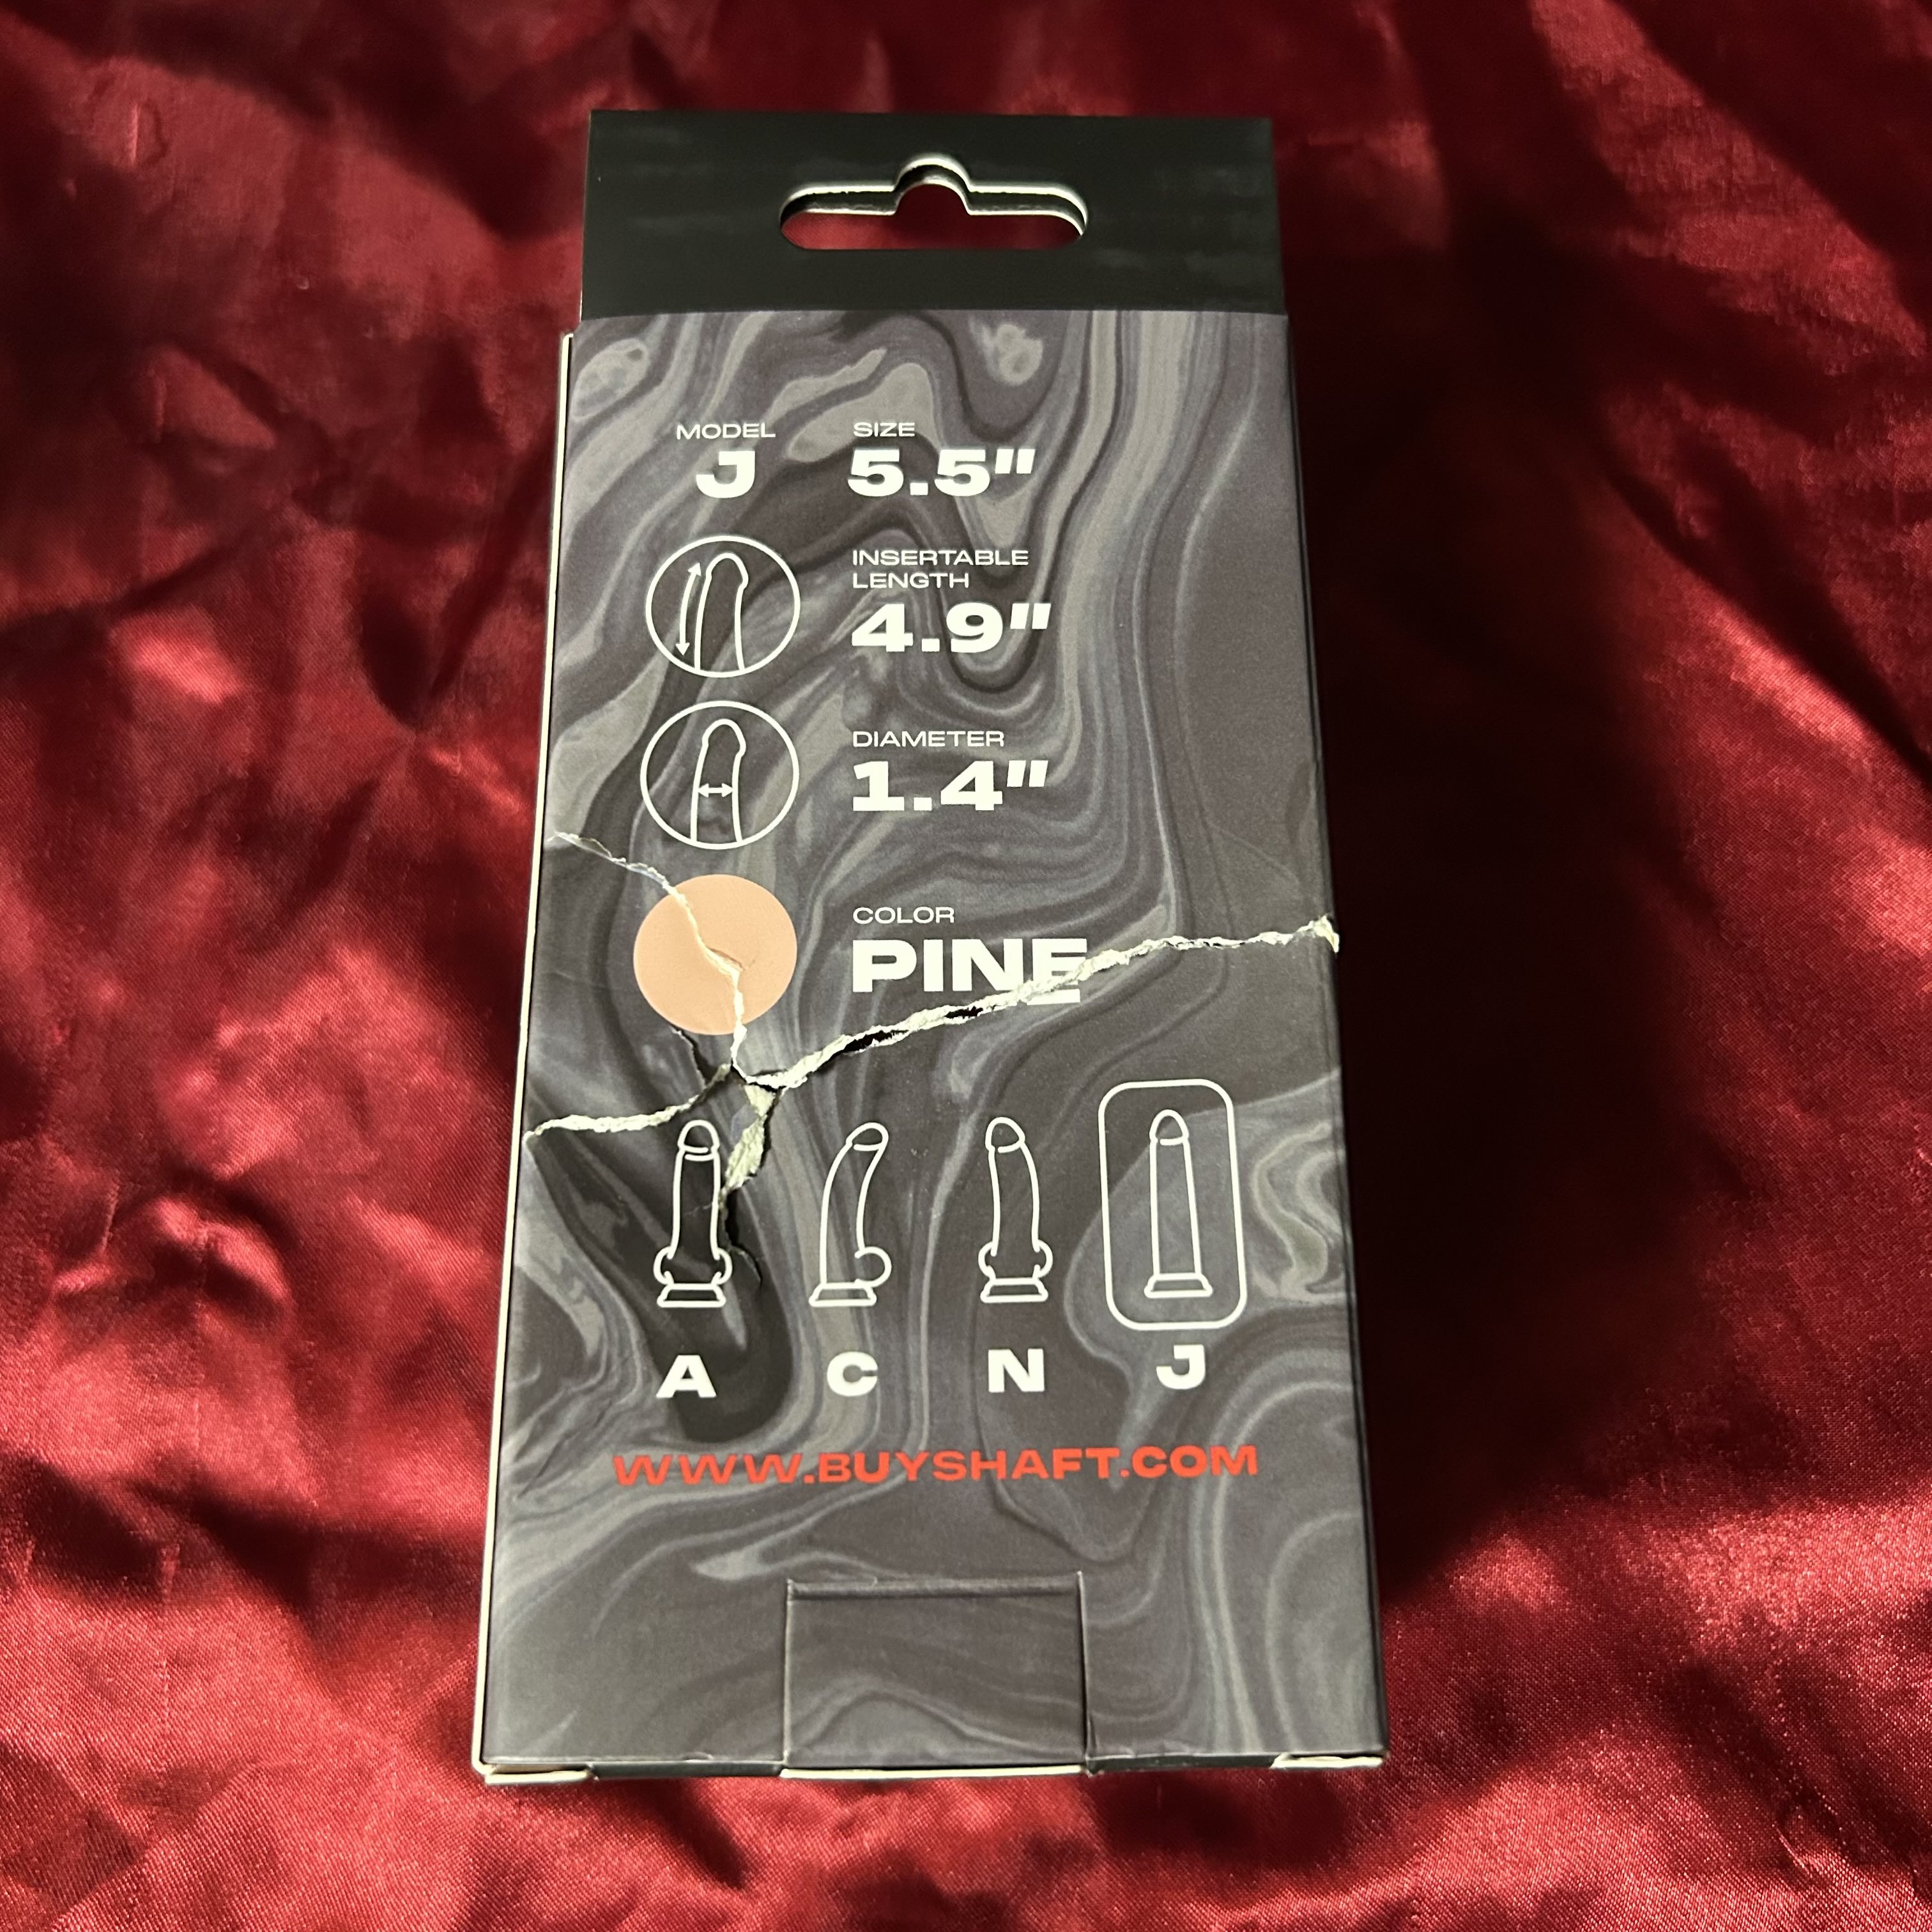 MODEL SIZE
J 5.5"
INSERTABLE
LENGTH
4.9"
DIAMETER
1.4"
COLOR
PINE
A C N J
WWW.BUYSHAFT.COM